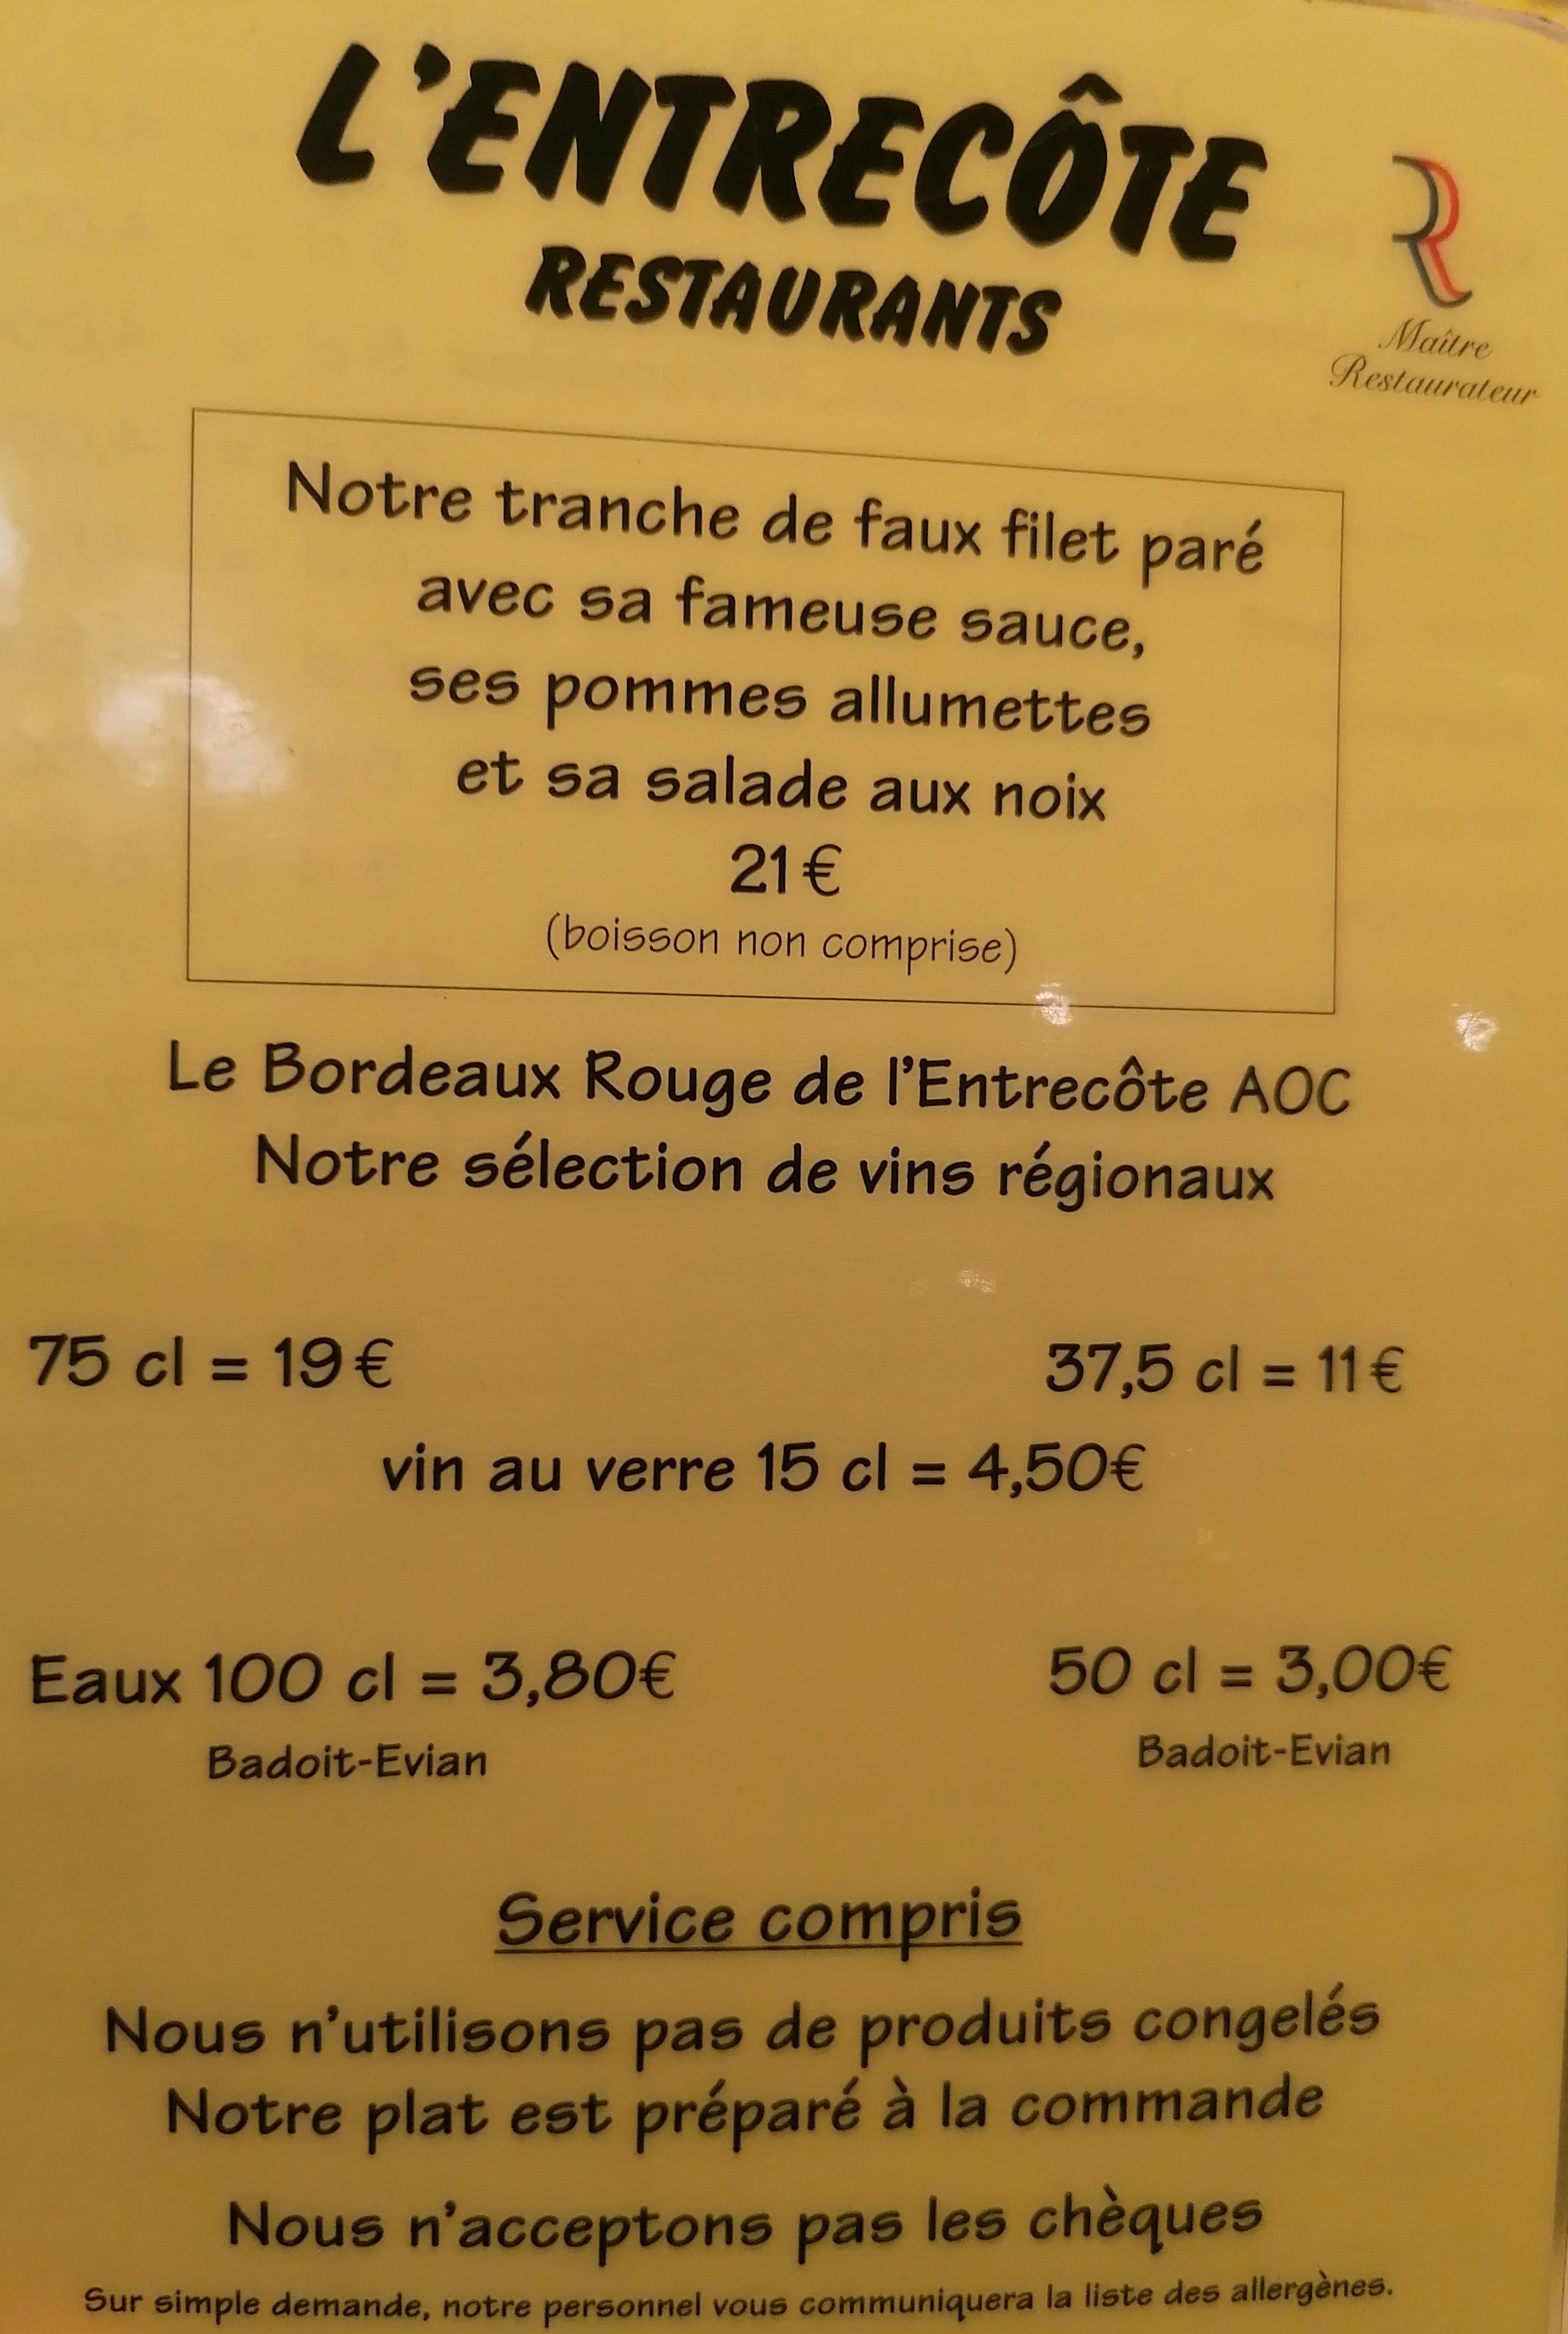 L'ENTRECÔTE
RESTAURANTS
Maître
Restaurateur
Notre tranche de faux filet paré
avec sa fameuse sauce,
ses pommes allumettes
et sa salade aux noix
21 €
(boisson non comprise)
Le Bordeaux Rouge de l'Entrecôte AOC
Notre sélection de vins régionaux
75 cl = 19 €
37,5 cl = 11 €
vin au verre 15 cl = 4,50€
Eaux 100 cl = 3,80€
50 cl = 3,00€
Badoit-Evian
Badoit-Evian
Service compris
Nous n'utilisons pas de produits congelés
Notre plat est préparé à la commande
Nous n'acceptons pas les chèques
Sur simple demande, notre personnel vous communiquera la liste des allergènes.